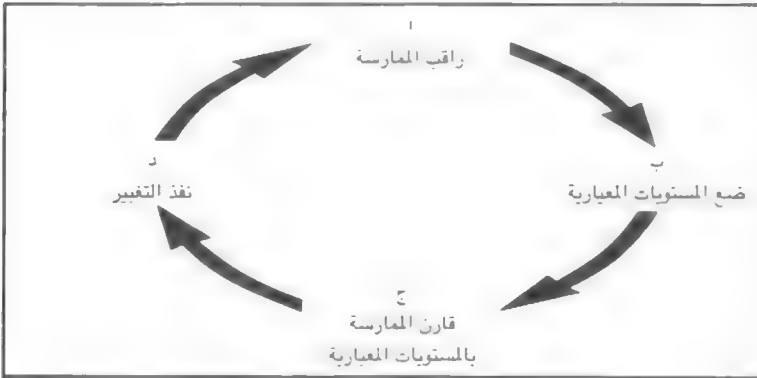 ا
راقب الممارسة
ب
ضع المستويات المعيارية
ج
قارن الممارسة
بالمستويات المعيارية
د
نفذ التغيير